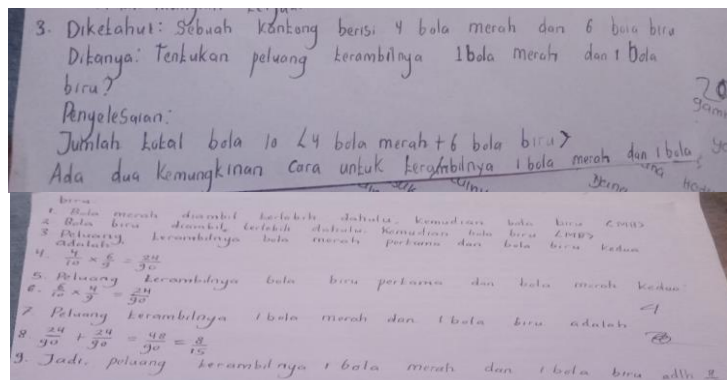 3. Diketahui: Sebuah kantong berisi 4 bola merah dan 6 bola biru
Ditanya: Tentukan peluang terambilnya 1 bola merah dan 1 bola
biru?
Penyelesaian:
Jumlah total bola 10 <4 bola merah + 6 bola biru>
Ada dua kemungkinan cara untuk terambilnya 1 bola merah dan 1 bola
biru.
1. Bola merah diambil terlebih dahulu. Kemudian bola biru <MB>
2. Bola biru diambil terlebih dahulu. Kemudian bola biru <MB>
3 Peluang terambilnya bola merah pertama dan bola biru kedua
adalah
4. 4/10 × 6/9 = 24/90
5. Peluang terambilnya bola biru pertama dan bola merah kedua
6. 6/10 × 4/9 = 24/90
7 Peluang terambilnya 1 bola merah dan 1 bola biru adalah
8 24/90 + 24/90 = 48/90 = 8/15
9. Jadi, peluang terambilnya 1 bola merah dan 1 bola biru adlh